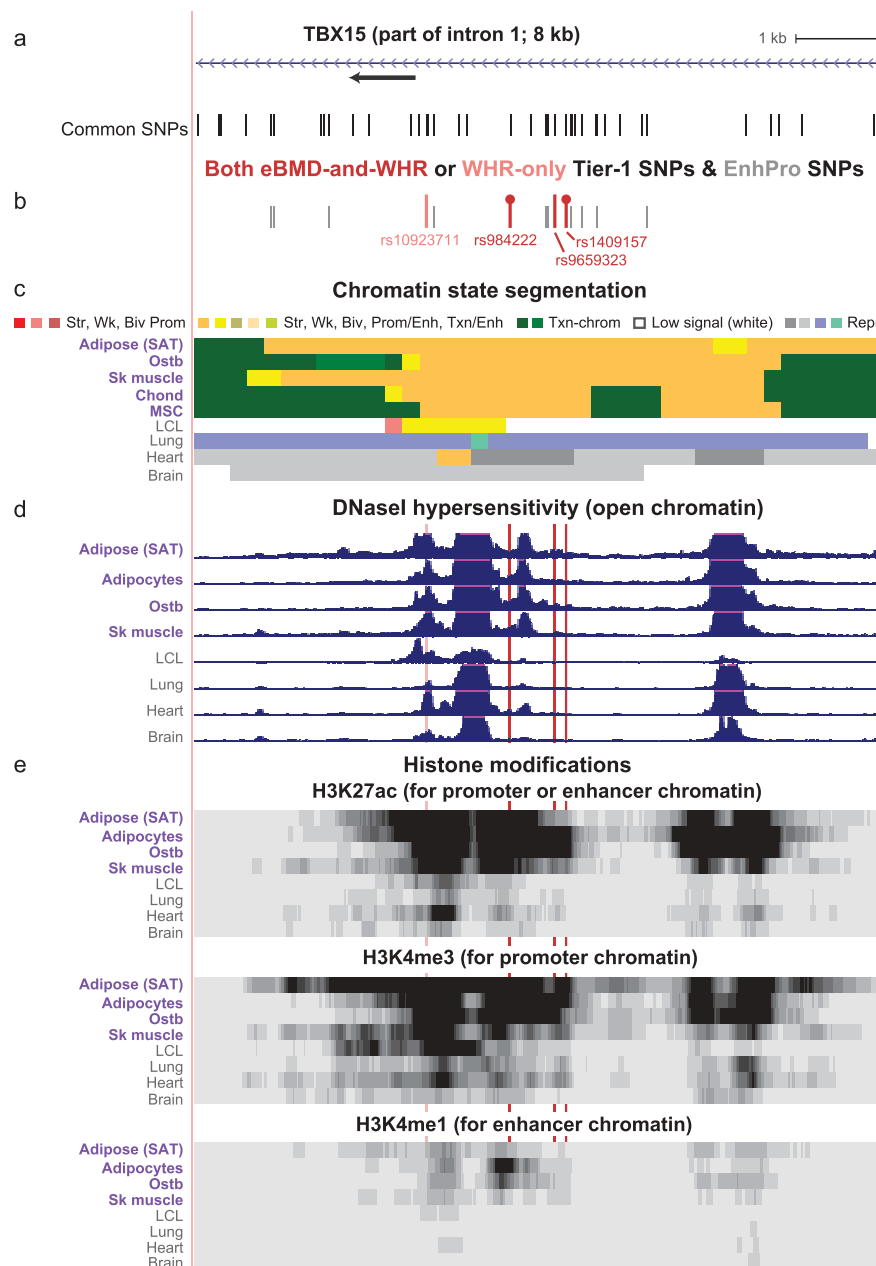 a
TBX15 (part of intron 1; 8 kb)
1 kb
Common SNPs
Both eBMD-and-WHR or WHR-only Tier-1 SNPs & EnhPro SNPs
b
rs10923711
rs984222
rs1409157
rs9659323
c
Chromatin state segmentation
Str, Wk, Biv Prom
Str, Wk, Biv, Prom/Enh, Txn/Enh
Txn-chrom
Low signal (white)
Repr
Adipose (SAT)
Ostb
Sk muscle
Chond
MSC
LCL
Lung
Heart
Brain
d
DNaseI hypersensitivity (open chromatin)
Adipose (SAT)
Adipocytes
Ostb
Sk muscle
LCL
Lung
Heart
Brain
e
Histone modifications
H3K27ac (for promoter or enhancer chromatin)
Adipose (SAT)
Adipocytes
Ostb
Sk muscle
LCL
Lung
Heart
Brain
H3K4me3 (for promoter chromatin)
Adipose (SAT)
Adipocytes
Ostb
Sk muscle
LCL
Lung
Heart
Brain
H3K4me1 (for enhancer chromatin)
Adipose (SAT)
Adipocytes
Ostb
Sk muscle
LCL
Lung
Heart
Brain